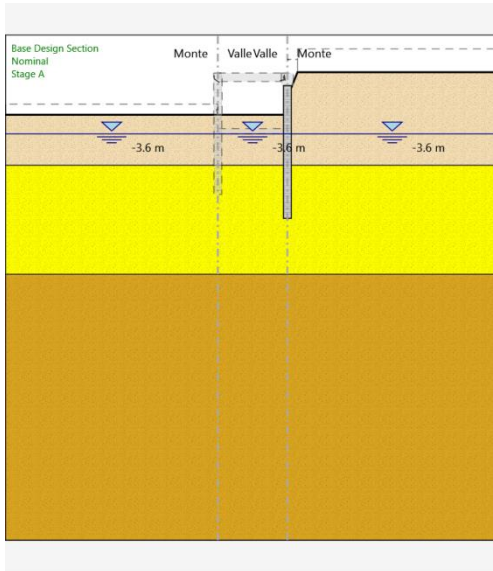 Base Design Section
Nominal
Stage A
Monte Valle Valle Monte
-3.6 m -3.6 m -3.6 m